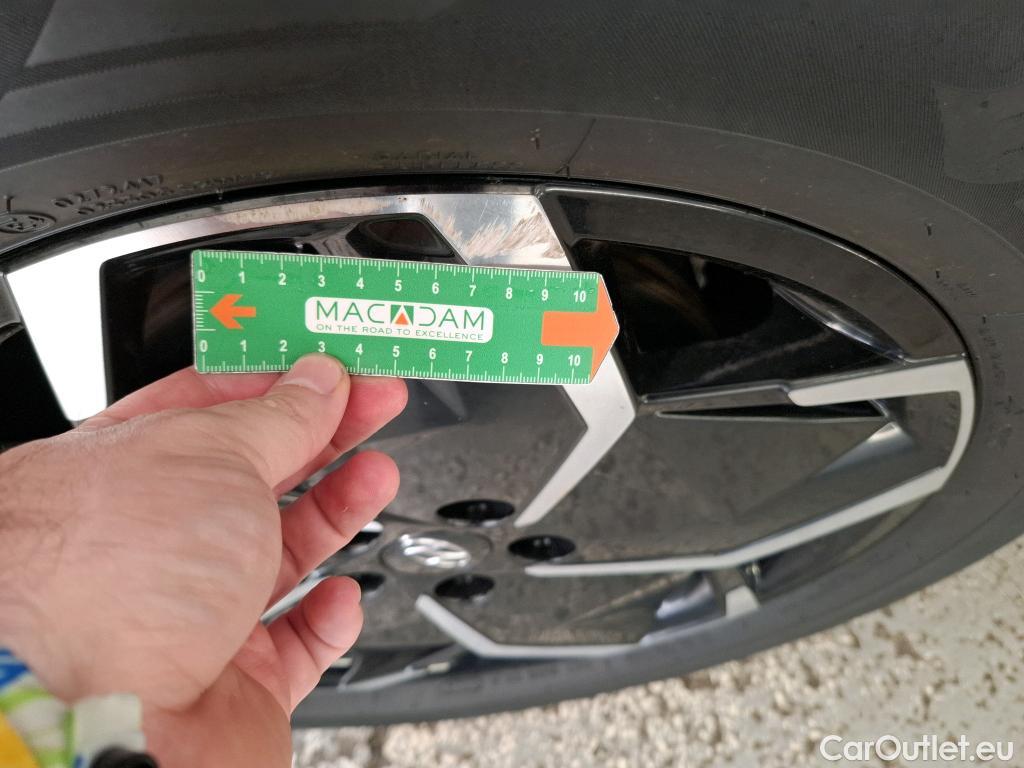 0 1 2 3 4 5 6 7 8 9 10
MACADAM
ON THE ROAD TO EXCELLENCE
0 1 2 3 4 5 6 7 8 9 10
CarOutlet.eu